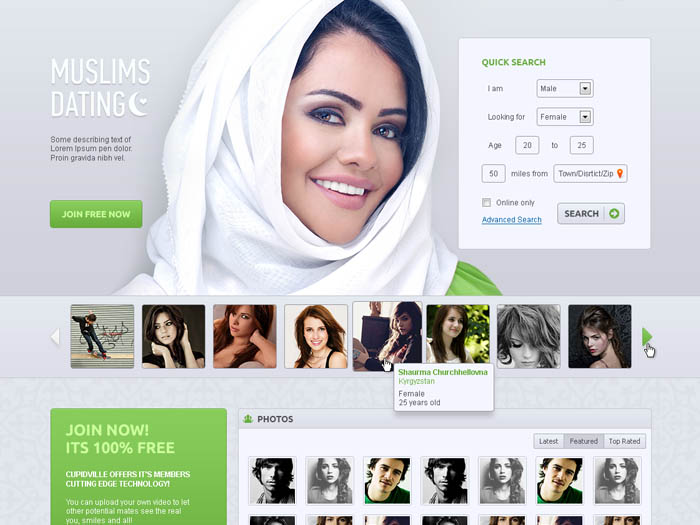 MUSLIMS
DATING
Some describing text of
Lorem Ipsum pen dolor.
Proin gravida nibh vel.
JOIN FREE NOW
QUICK SEARCH
I am Male
Looking for Female
Age 20 to 25
50 miles from Town/Disrtict/Zip
Online only
Advanced Search
SEARCH
Shaurma Churchhellovna
Kyrgyzstan
Female
25 years old
JOIN NOW!
ITS 100% FREE
CUPIDVILLE OFFERS IT'S MEMBERS
CUTTING EDGE TECHNOLOGY!
You can upload your own video to let
other potential mates see the real
you, smiles and all!
PHOTOS
Latest Featured Top Rated